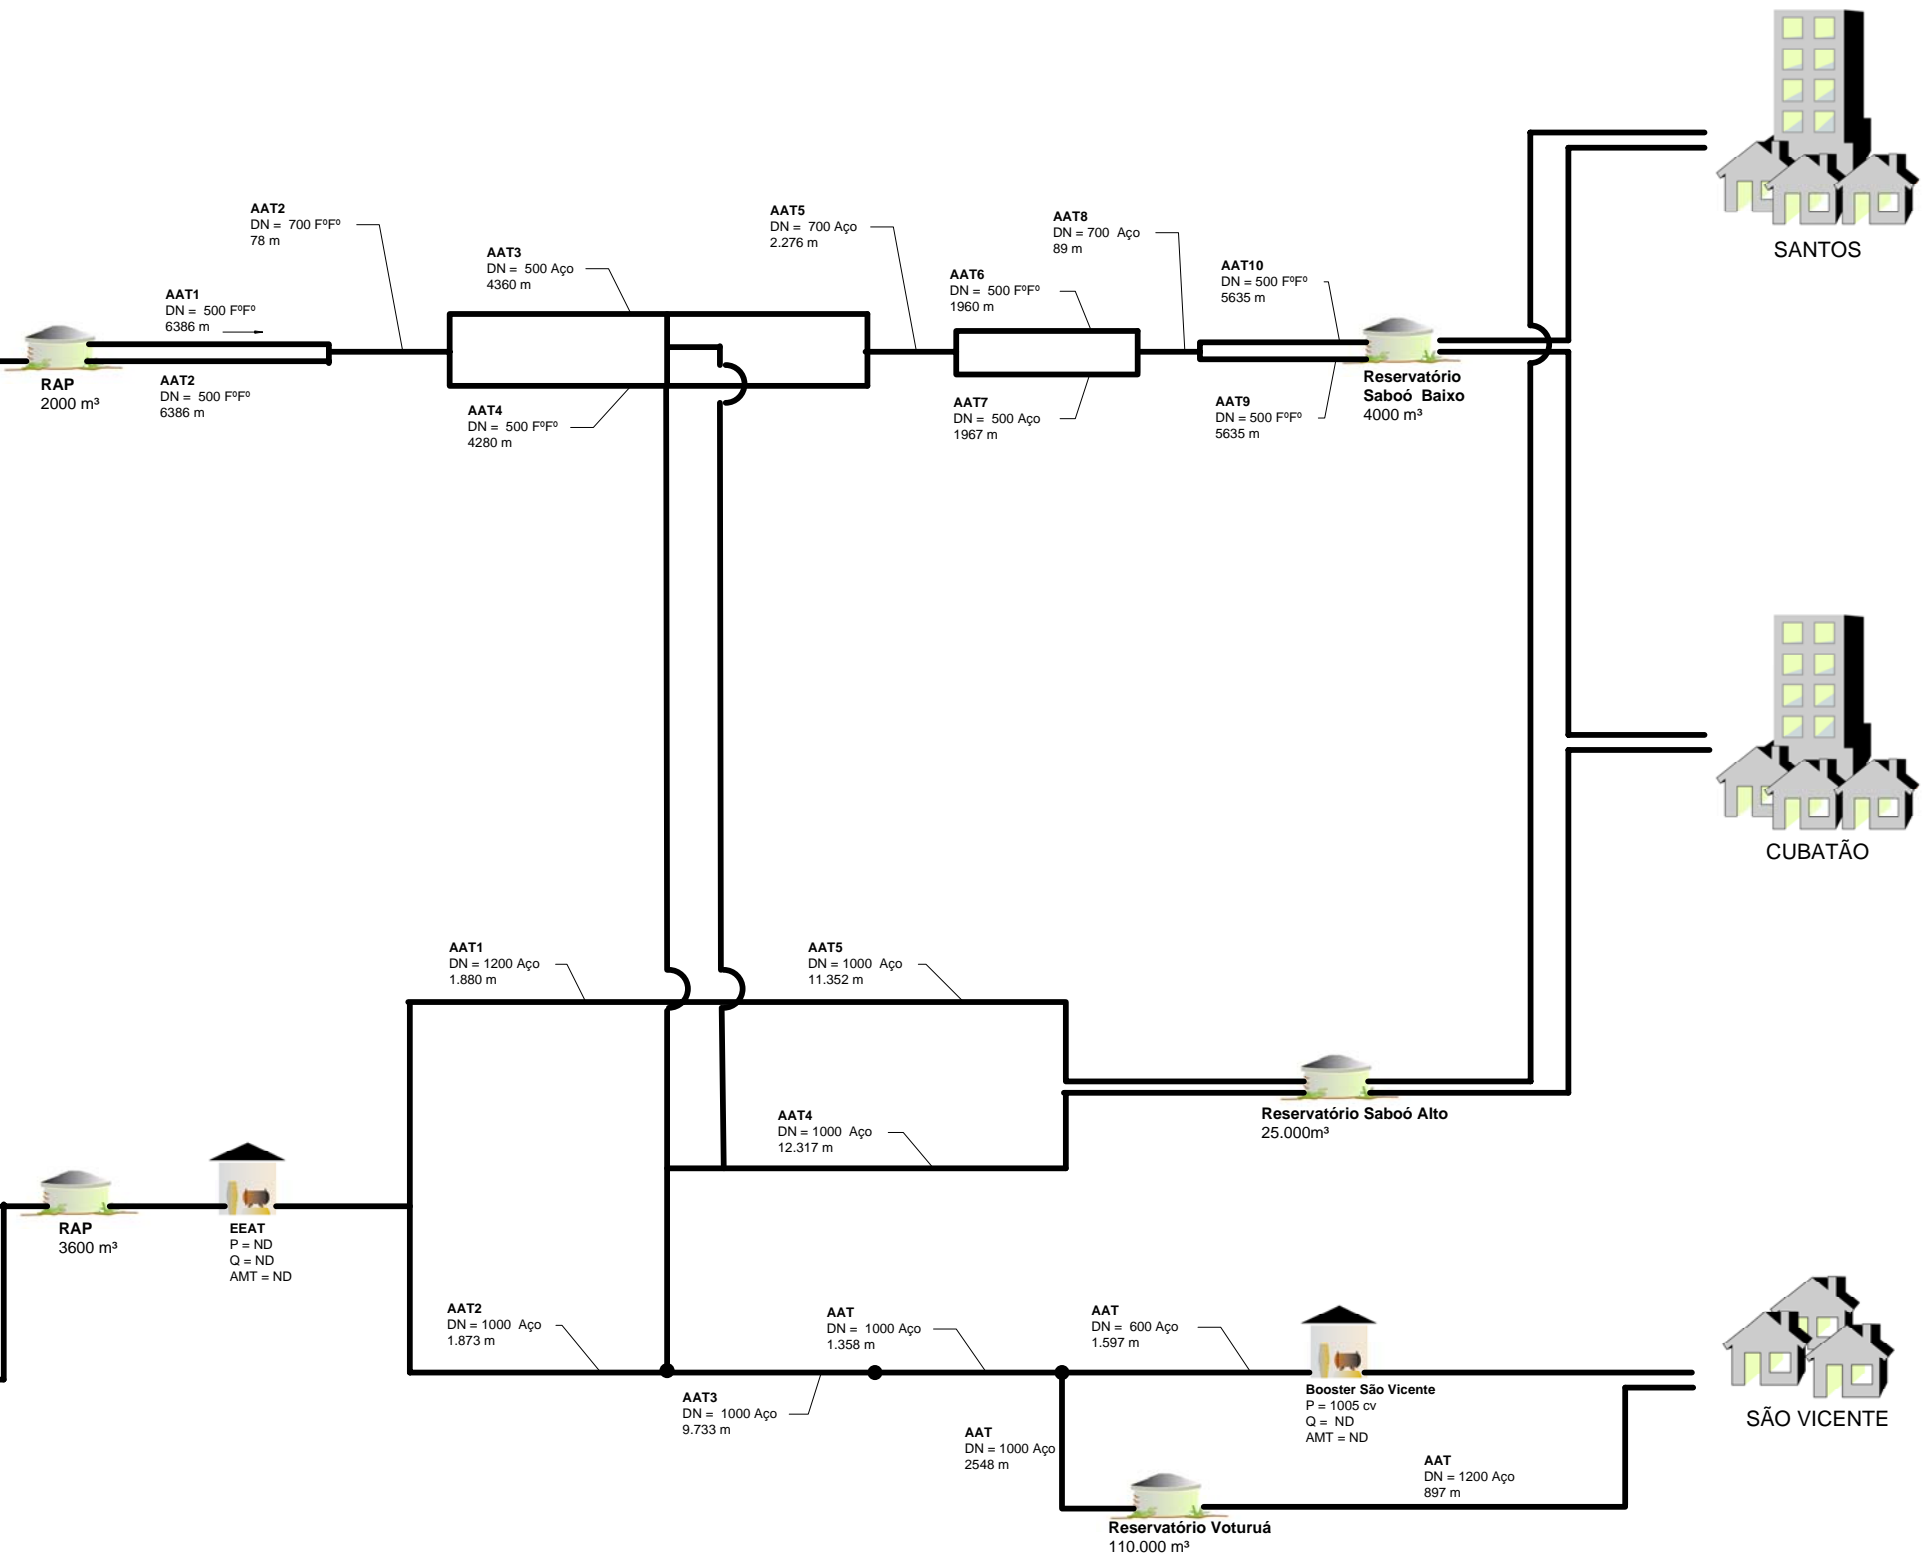 SANTOS
AAT2
DN = 700 FºFº
78 m
AAT5
DN = 700 Aço
2.276 m
AAT8
DN = 700 Aço
89 m
AAT3
DN = 500 Aço
4360 m
AAT6
DN = 500 FºFº
1960 m
AAT10
DN = 500 FºFº
5635 m
AAT1
DN = 500 FºFº
6386 m
RAP
2000 m³
AAT2
DN = 500 FºFº
6386 m
AAT4
DN = 500 FºFº
4280 m
AAT7
DN = 500 Aço
1967 m
AAT9
DN = 500 FºFº
5635 m
Reservatório
Saboó Baixo
4000 m³
CUBATÃO
AAT1
DN = 1200 Aço
1.880 m
AAT5
DN = 1000 Aço
11.352 m
AAT4
DN = 1000 Aço
12.317 m
Reservatório Saboó Alto
25.000m³
RAP
3600 m³
EEAT
P = ND
Q = ND
AMT = ND
AAT2
DN = 1000 Aço
1.873 m
AAT
DN = 1000 Aço
1.358 m
AAT
DN = 600 Aço
1.597 m
AAT3
DN = 1000 Aço
9.733 m
Booster São Vicente
P = 1005 cv
Q = ND
AMT = ND
SÃO VICENTE
AAT
DN = 1000 Aço
2548 m
AAT
DN = 1200 Aço
897 m
Reservatório Voturuá
110.000 m³